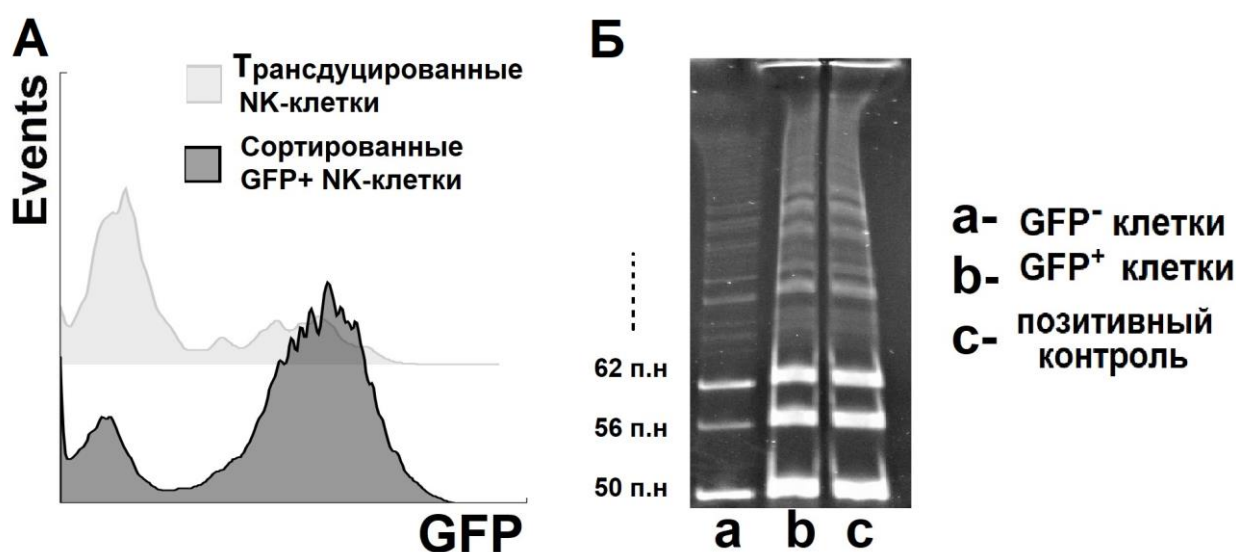 А
Events
Трансдуцированные
NK-клетки
Сортированные
GFP+ NK-клетки
GFP
Б
62 п.н
56 п.н
50 п.н
a b c
a- GFP- клетки
b- GFP+ клетки
c- позитивный
контроль